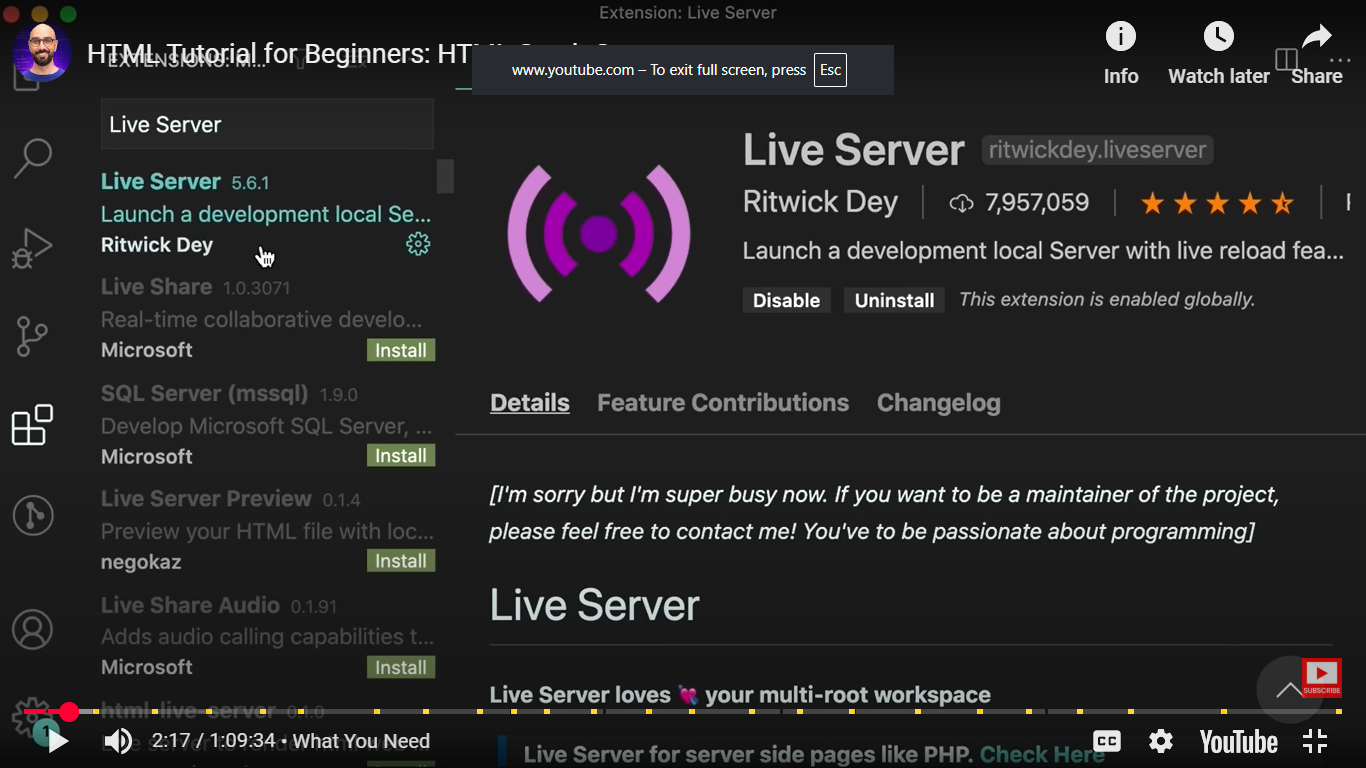 Extension: Live Server
HTML Tutorial for Beginners: HTML
EXTENSIONS: M...
www.youtube.com – To exit full screen, press Esc
Info
Watch later
Share
Live Server
Live Server 5.6.1
Launch a development local Se...
Ritwick Dey
Live Share 1.0.3071
Real-time collaborative develo...
Microsoft
Install
SQL Server (mssql) 1.9.0
Develop Microsoft SQL Server, ...
Microsoft
Install
Live Server Preview 0.1.4
Preview your HTML file with loc...
negokaz
Install
Live Share Audio 0.1.91
Adds audio calling capabilities t...
Microsoft
Install
html-live-server 0.1.0
Live Server ritwickdey.liveserver
Ritwick Dey 7,957,059
Launch a development local Server with live reload fea...
Disable Uninstall This extension is enabled globally.
Details Feature Contributions Changelog
[I'm sorry but I'm super busy now. If you want to be a maintainer of the project,
please feel free to contact me! You've to be passionate about programming]
Live Server
Live Server loves 💘 your multi-root workspace
Live Server for server side pages like PHP. Check Here
SUBSCRIBE
1
2:17 / 1:09:34 • What You Need
CC
YouTube